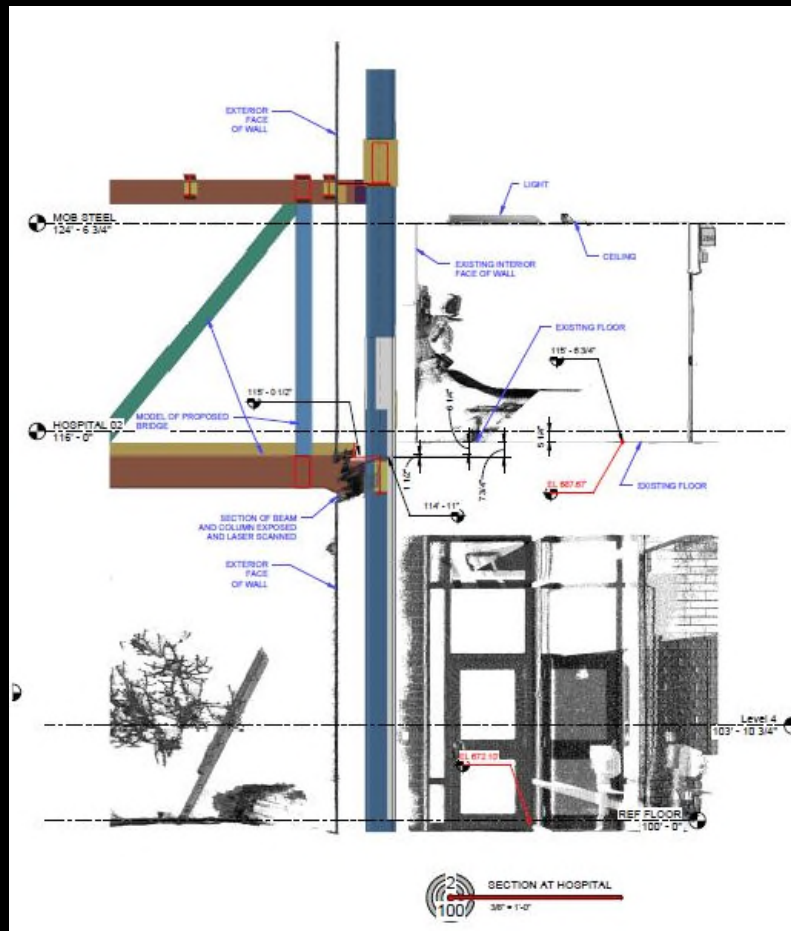 EXTERIOR
FACE
OF WALL
LIGHT
MOB STEEL
124' - 6 3/4"
CEILING
EXISTING INTERIOR
FACE OF WALL
EXISTING FLOOR
115' - 6 3/4"
115' - 0 1/2"
HOSPITAL 02
116' - 0"
MODEL OF PROPOSED
BRIDGE
6 1/4"
5 1/4"
1 1/2"
7 3/4"
EL 687.67'
EXISTING FLOOR
114' - 11"
SECTION OF BEAM
AND COLUMN EXPOSED
AND LASER SCANNED
EXTERIOR
FACE
OF WALL
Level 4
103' - 10 3/4"
EL 672.10'
REF FLOOR
100' - 0"
2
100
SECTION AT HOSPITAL
3/8" = 1'-0"